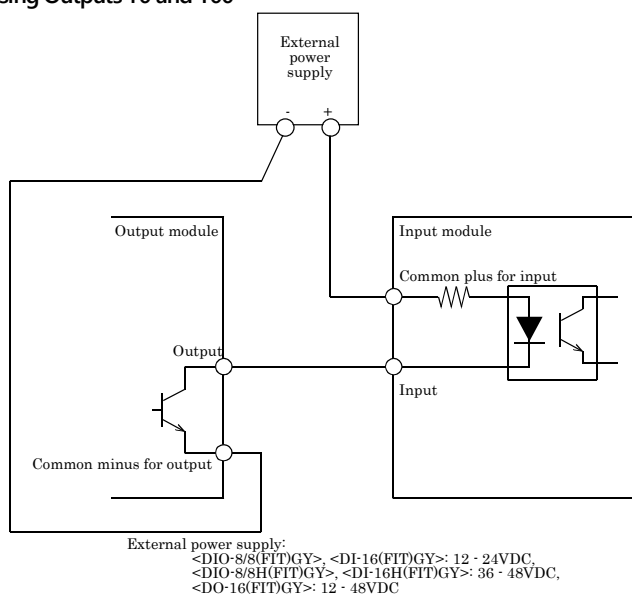 sing Outputs 10 and 100
External
power
supply
- +
Output module
Input module
Common plus for input
Output
Input
Common minus for output
External power supply:
<DIO-8/8(FIT)GY>, <DI-16(FIT)GY>: 12 - 24VDC,
<DIO-8/8H(FIT)GY>, <DI-16H(FIT)GY>: 36 - 48VDC,
<DO-16(FIT)GY>: 12 - 48VDC